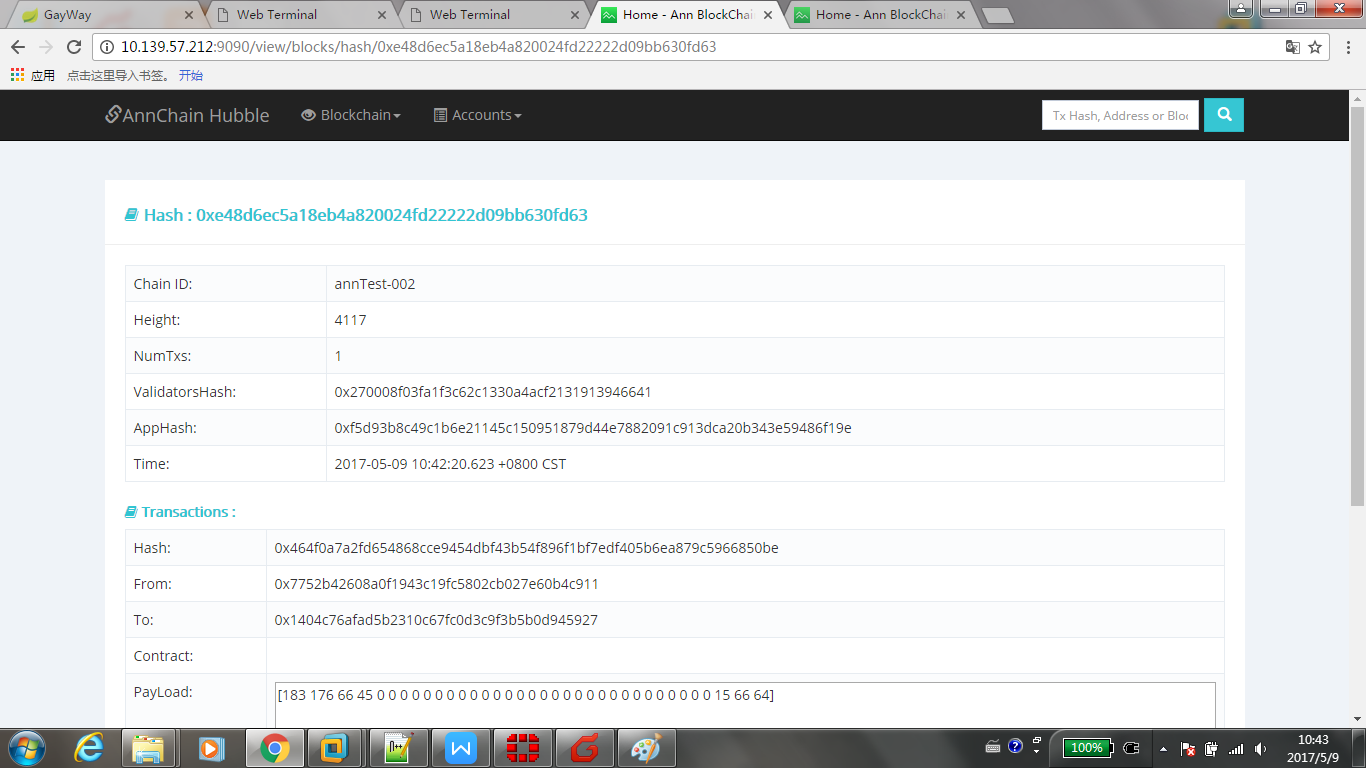 GayWay
Web Terminal
Web Terminal
Home - Ann BlockChai
Home - Ann BlockChai
10.139.57.212:9090/view/blocks/hash/0xe48d6ec5a18eb4a820024fd22222d09bb630fd63
应用 点击这里导入书签。 开始
AnnChain Hubble Blockchain Accounts Tx Hash, Address or Bloc
Hash : 0xe48d6ec5a18eb4a820024fd22222d09bb630fd63
Chain ID: annTest-002
Height: 4117
NumTxs: 1
ValidatorsHash: 0x270008f03fa1f3c62c1330a4acf2131913946641
AppHash: 0xf5d93b8c49c1b6e21145c150951879d44e7882091c913dca20b343e59486f19e
Time: 2017-05-09 10:42:20.623 +0800 CST
Transactions :
Hash: 0x464f0a7a2fd654868cce9454dbf43b54f896f1bf7edf405b6ea879c5966850be
From: 0x7752b42608a0f1943c19fc5802cb027e60b4c911
To: 0x1404c76afad5b2310c67fc0d3c9f3b5b0d945927
Contract:
PayLoad: [183 176 66 45 0 0 0 0 0 0 0 0 0 0 0 0 0 0 0 0 0 0 0 0 0 0 0 0 0 15 66 64]
100%
10:43
2017/5/9